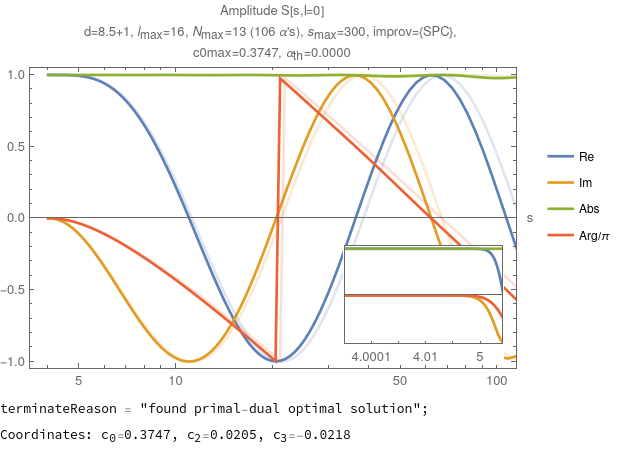 Amplitude S[s,l=0]
d=8.5+1, lmax=16, Nmax=13 (106 α's), smax=300, improv={SPC},
c0max=0.3747, αth=0.0000
1.0
0.5
0.0
−0.5
−1.0
s
4.0001 4.01 5
5 10 50 100
Re
Im
Abs
Arg/π
terminateReason = "found primal-dual optimal solution";
Coordinates: c0=0.3747, c2=0.0205, c3=-0.0218